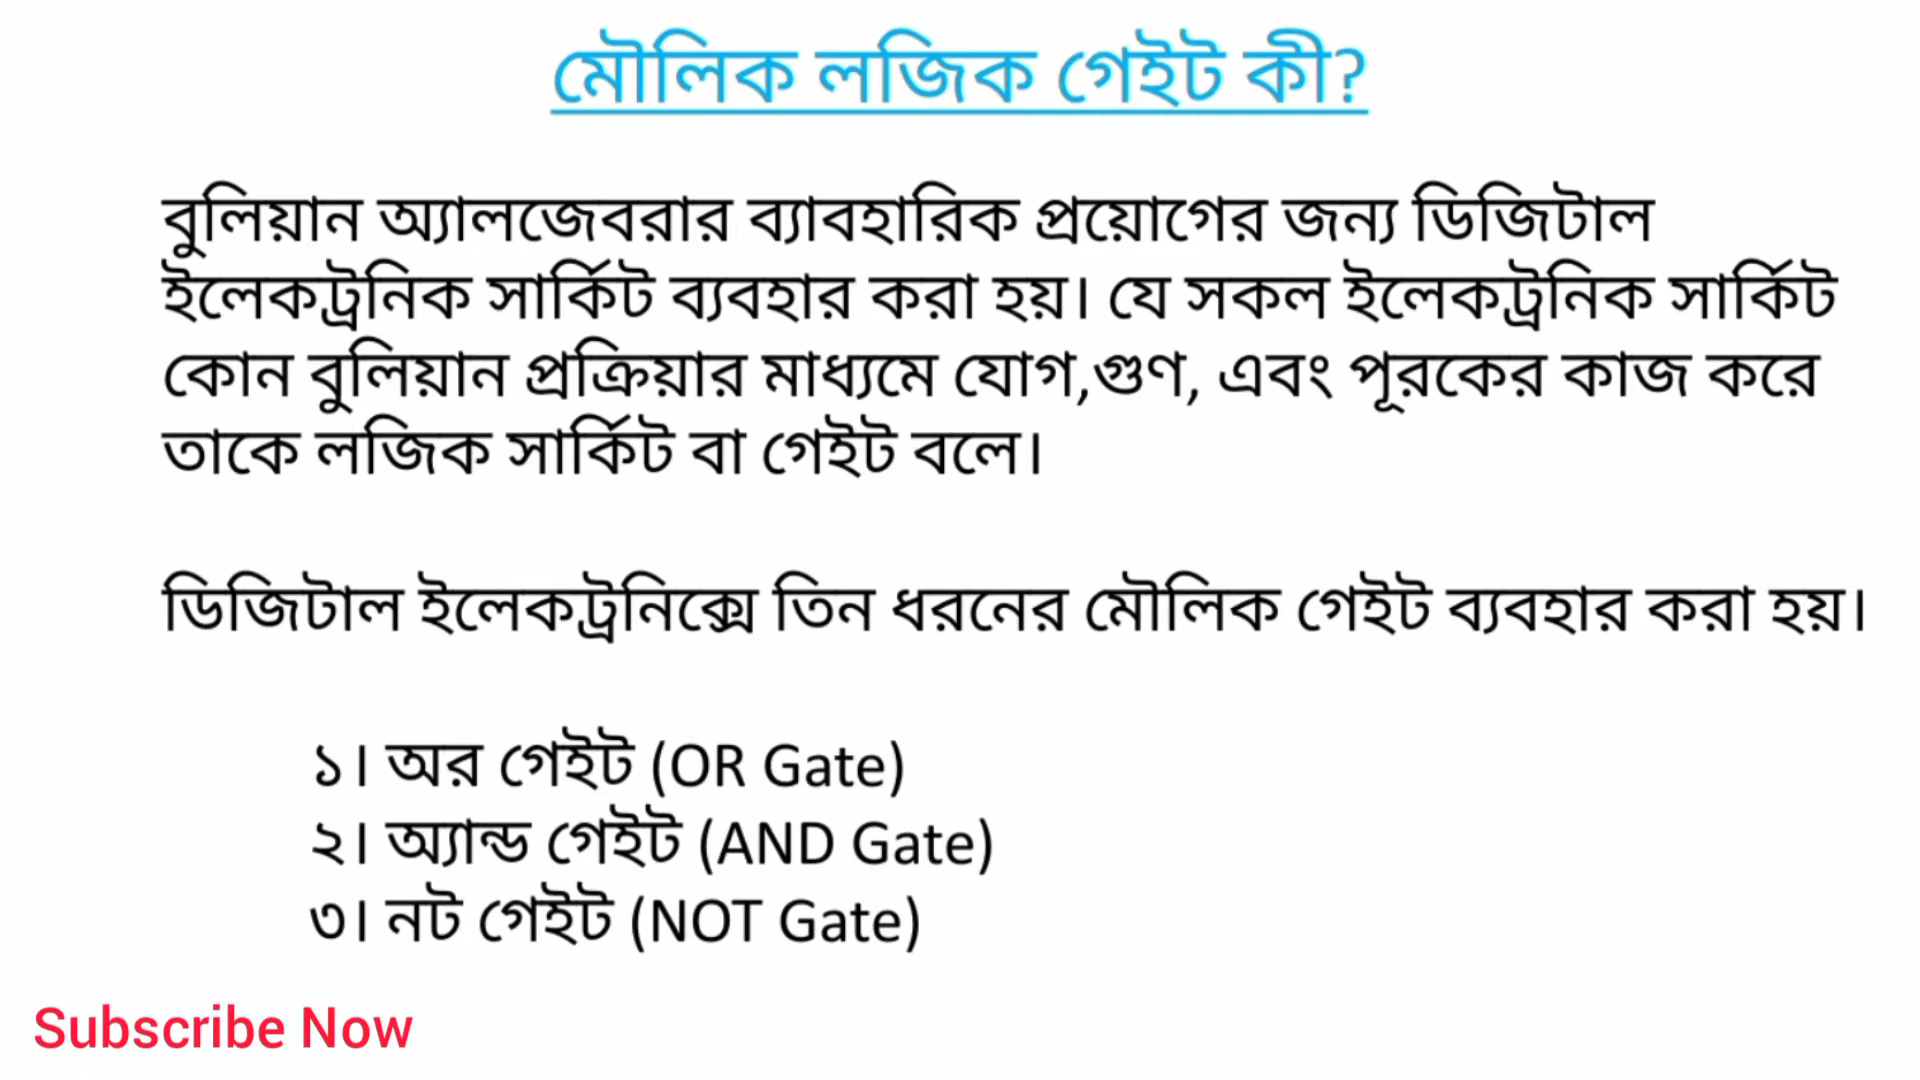 মৌলিক লজিক গেইট কী?
বুলিয়ান অ্যালজেবরার ব্যাবহারিক প্রয়োগের জন্য ডিজিটাল
ইলেকট্রনিক সার্কিট ব্যবহার করা হয়। যে সকল ইলেকট্রনিক সার্কিট
কোন বুলিয়ান প্রক্রিয়ার মাধ্যমে যোগ,গুণ, এবং পূরকের কাজ করে
তাকে লজিক সার্কিট বা গেইট বলে।
ডিজিটাল ইলেকট্রনিক্সে তিন ধরনের মৌলিক গেইট ব্যবহার করা হয়।
১। অর গেইট (OR Gate)
২। অ্যান্ড গেইট (AND Gate)
৩। নট গেইট (NOT Gate)
Subscribe Now